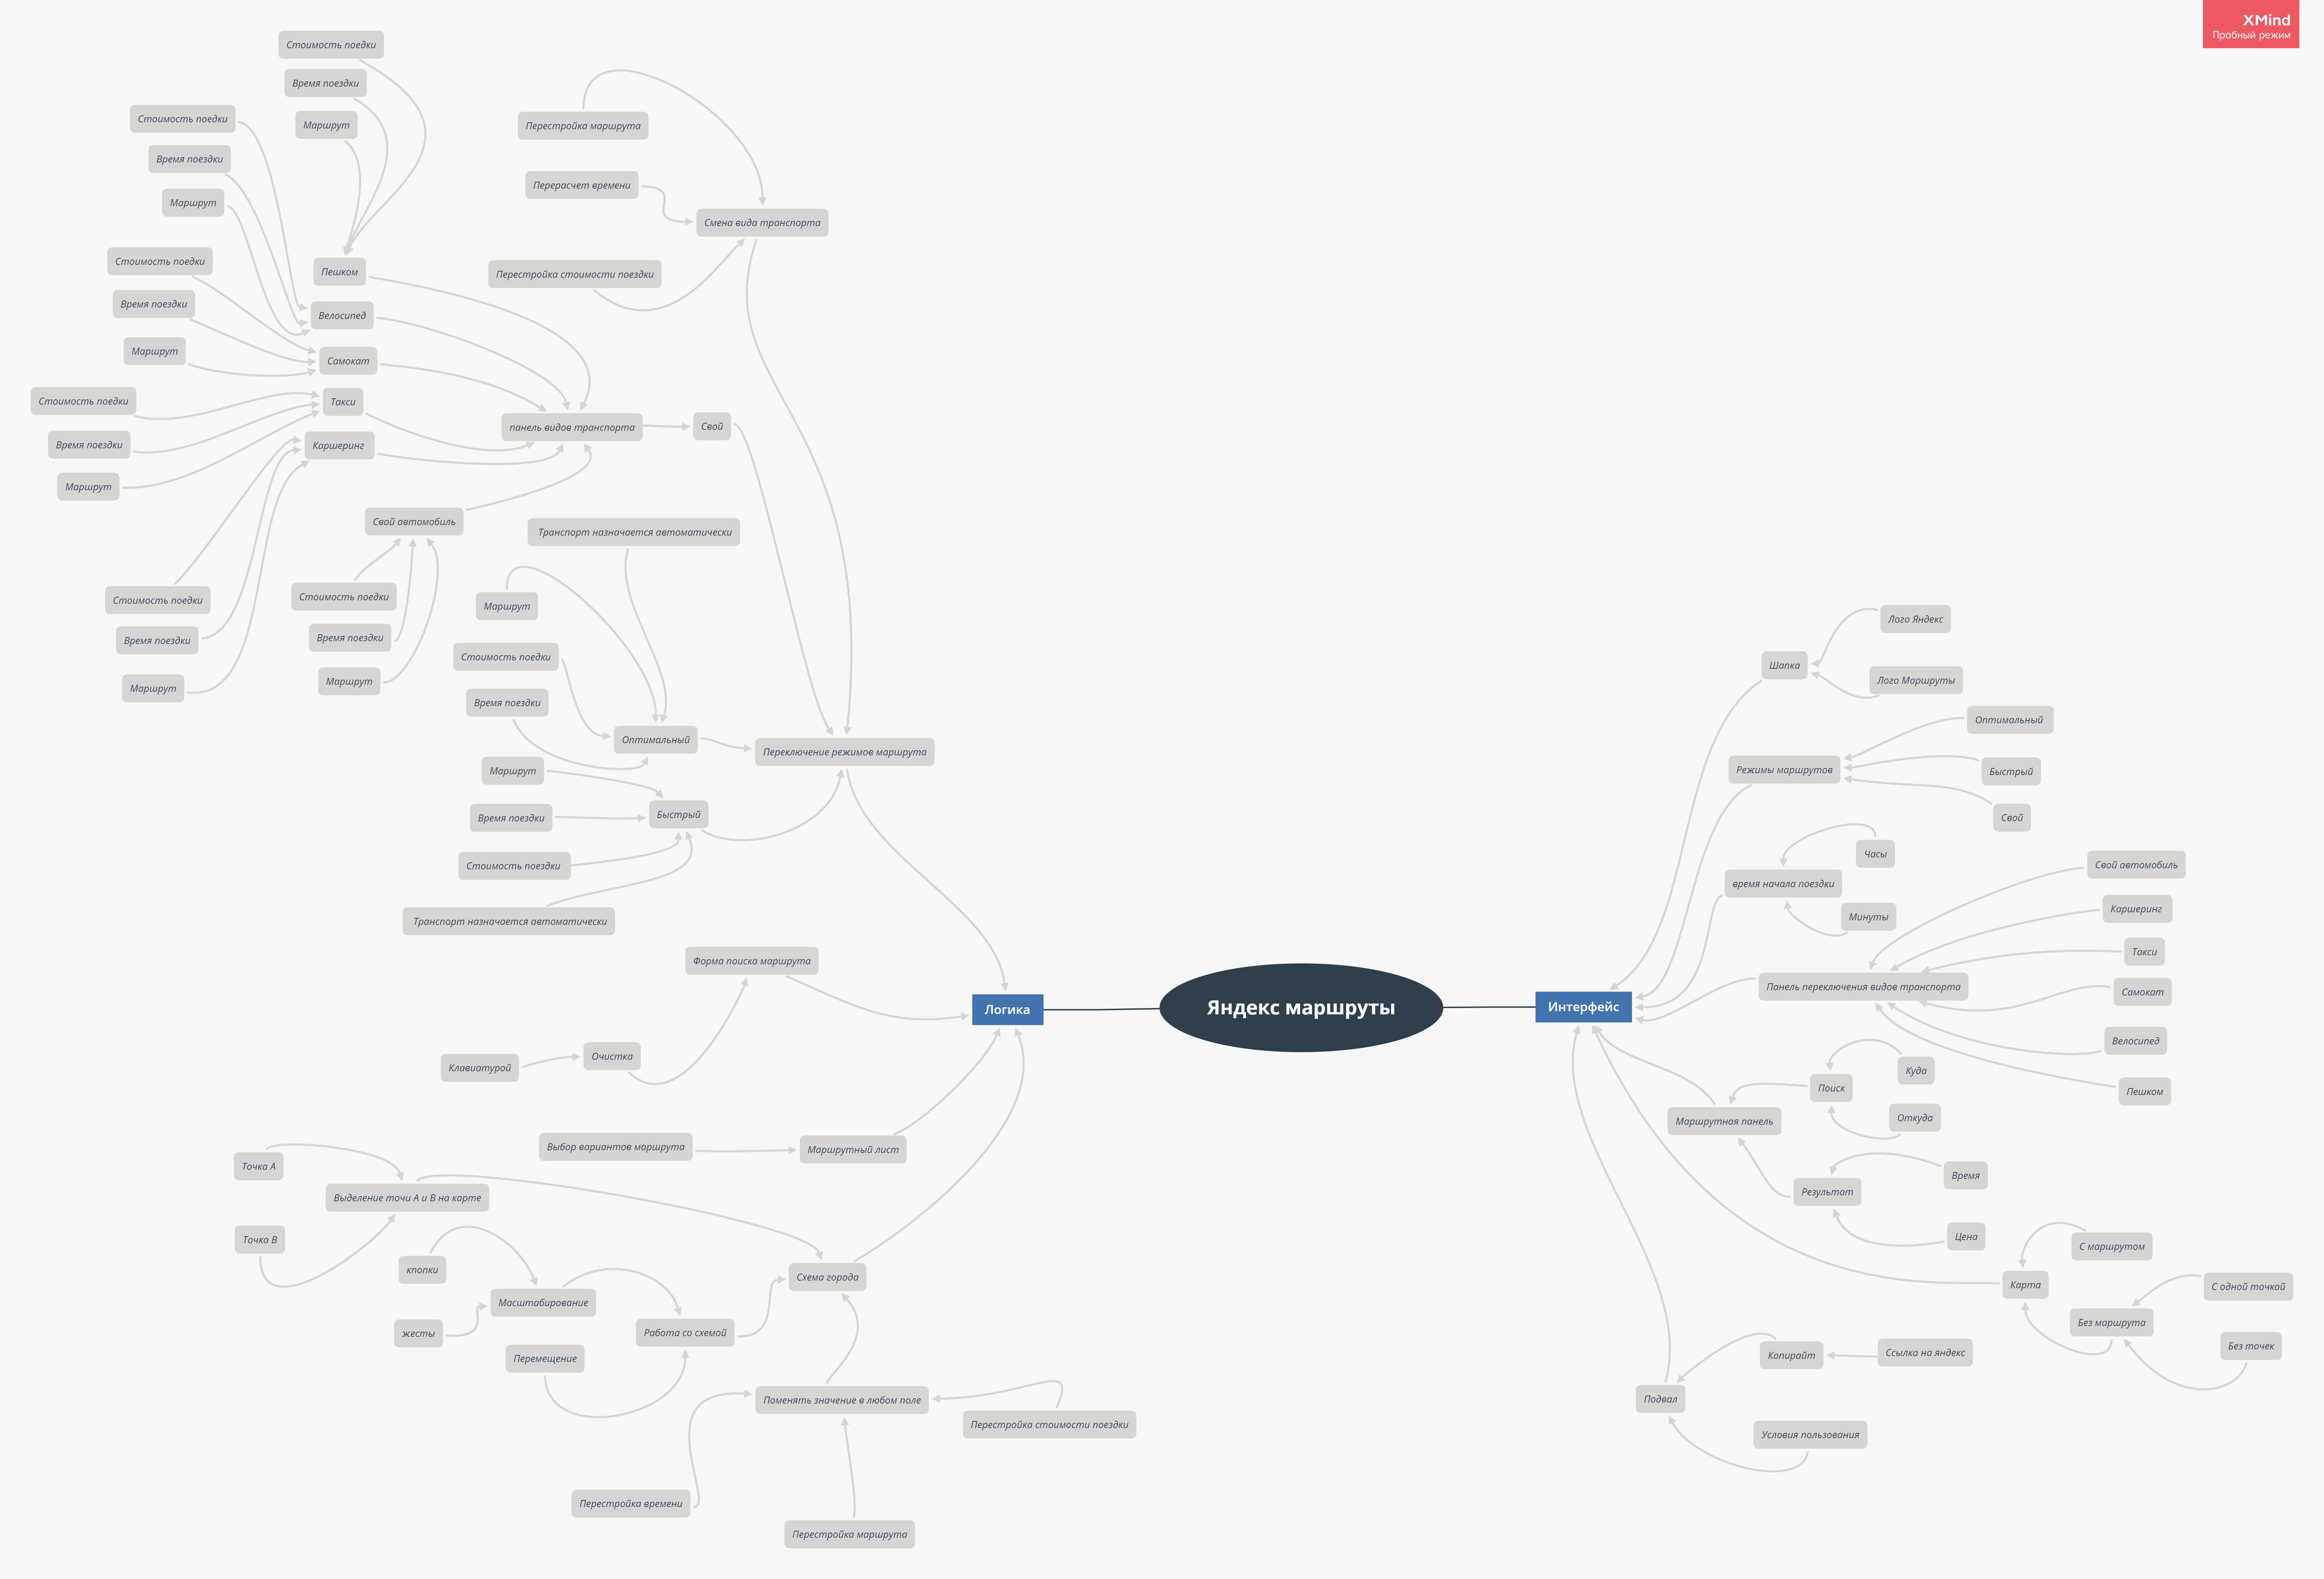 XMind
Пробный режим
Стоимость поедки
Время поездки
Маршрут
Стоимость поедки
Время поездки
Маршрут
Стоимость поедки
Время поездки
Маршрут
Стоимость поедки
Время поездки
Маршрут
Пешком
Велосипед
Самокат
Такси
Каршеринг
Свой автомобиль
Стоимость поедки
Время поездки
Маршрут
Стоимость поедки
Время поездки
Маршрут
Перестройка маршрута
Перерасчет времени
Перестройка стоимости поездки
Смена вида транспорта
панель видов транспорта
Свой
Транспорт назначается автоматически
Маршрут
Стоимость поедки
Время поездки
Оптимальный
Переключение режимов маршрута
Маршрут
Время поездки
Стоимость поездки
Транспорт назначается автоматически
Быстрый
Форма поиска маршрута
Очистка
Клавиатурой
Выбор вариантов маршрута
Маршрутный лист
Точка А
Точка В
Выделение точи А и В на карте
кпопки
жесты
Масштабирование
Перемещение
Работа со схемой
Схема города
Поменять значение в любом поле
Перестройка стоимости поездки
Перестройка времени
Перестройка маршрута
Логика
Яндекс маршруты
Интерфейс
Лого Яндекс
Шапка
Лого Маршруты
Оптимальный
Режимы маршрутов
Быстрый
Свой
Часы
время начала поездки
Минуты
Свой автомобиль
Каршеринг
Такси
Панель переключения видов транспорта
Самокат
Велосипед
Пешком
Куда
Поиск
Откуда
Маршрутная панель
Время
Результат
Цена
С маршрутом
Карта
С одной точкой
Без маршрута
Без точек
Копирайт
Ссылка на яндекс
Подвал
Условия пользования